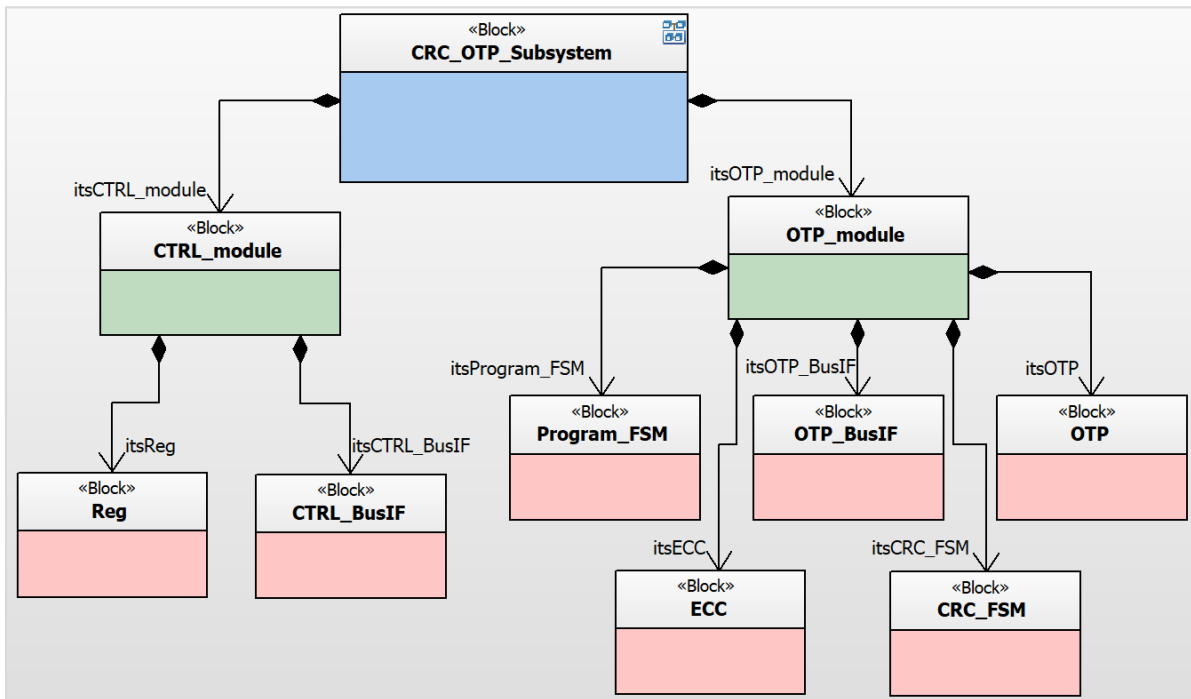 «Block»
CRC_OTP_Subsystem
itsCTRL_module
itsOTP_module
«Block»
CTRL_module
«Block»
OTP_module
itsProgram_FSM
itsOTP_BusIF
itsOTP
«Block»
Program_FSM
«Block»
OTP_BusIF
«Block»
OTP
itsReg
itsCTRL_BusIF
«Block»
Reg
«Block»
CTRL_BusIF
itsECC
itsCRC_FSM
«Block»
ECC
«Block»
CRC_FSM